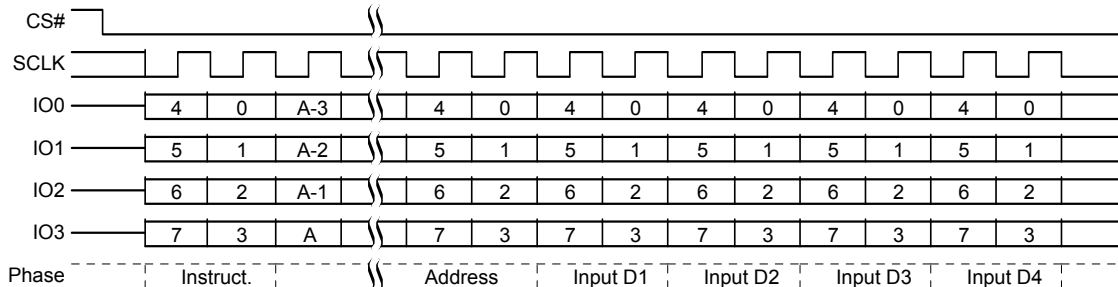 CS#
SCLK
IO0 4 0 A-3 4 0 4 0 4 0 4 0 4 0
IO1 5 1 A-2 5 1 5 1 5 1 5 1 5 1
IO2 6 2 A-1 6 2 6 2 6 2 6 2 6 2
IO3 7 3 A 7 3 7 3 7 3 7 3 7 3
Phase Instruct. Address Input D1 Input D2 Input D3 Input D4